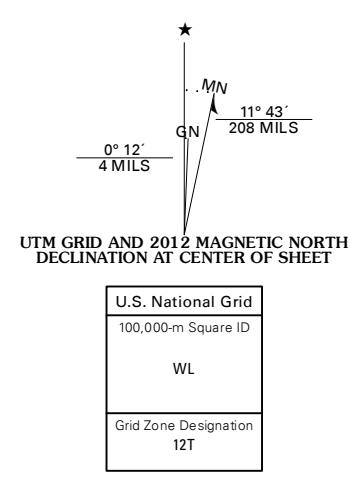 MN
11° 43´
208 MILS
GN
0° 12´
4 MILS
UTM GRID AND 2012 MAGNETIC NORTH
DECLINATION AT CENTER OF SHEET
U.S. National Grid
100,000-m Square ID
WL
Grid Zone Designation
12T